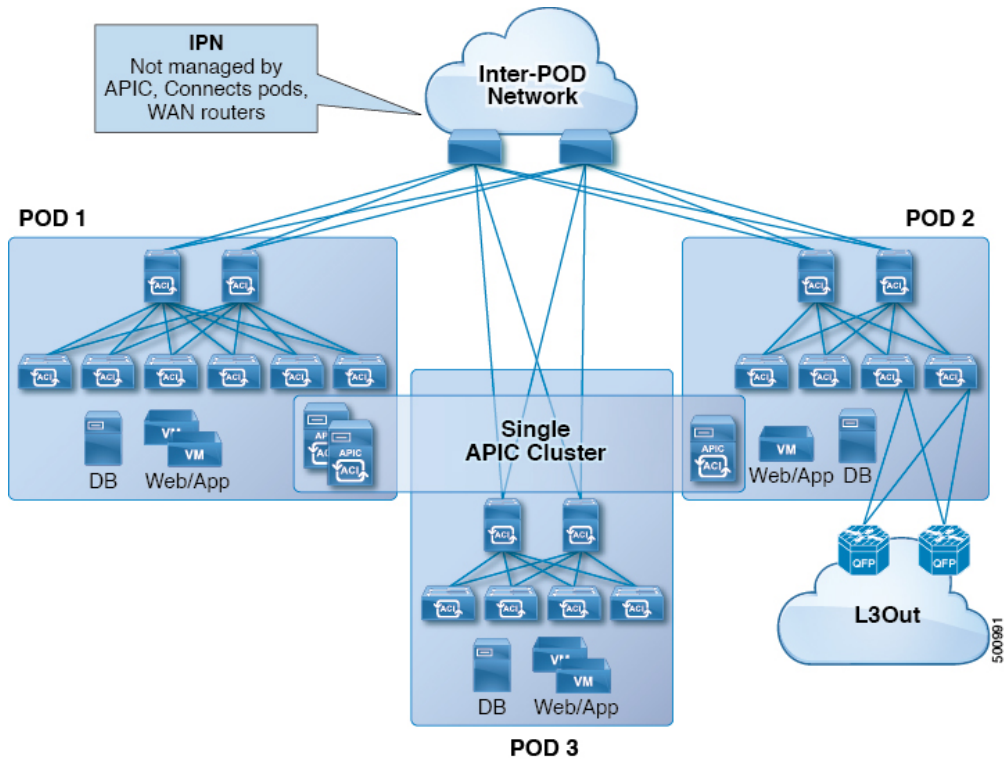 IPN
Not managed by
APIC, Connects pods,
WAN routers
Inter-POD
Network
POD 1
POD 2
ACI
ACI
ACI
ACI
ACI
ACI
ACI
ACI
ACI
ACI
ACI
ACI
ACI
ACI
DB
VM
VM
Web/App
APIC
APIC
ACI
Single
APIC Cluster
APIC
ACI
VM
Web/App
DB
ACI
ACI
ACI
ACI
ACI
ACI
DB
VM
VM
Web/App
POD 3
QFP
QFP
L3Out
500991